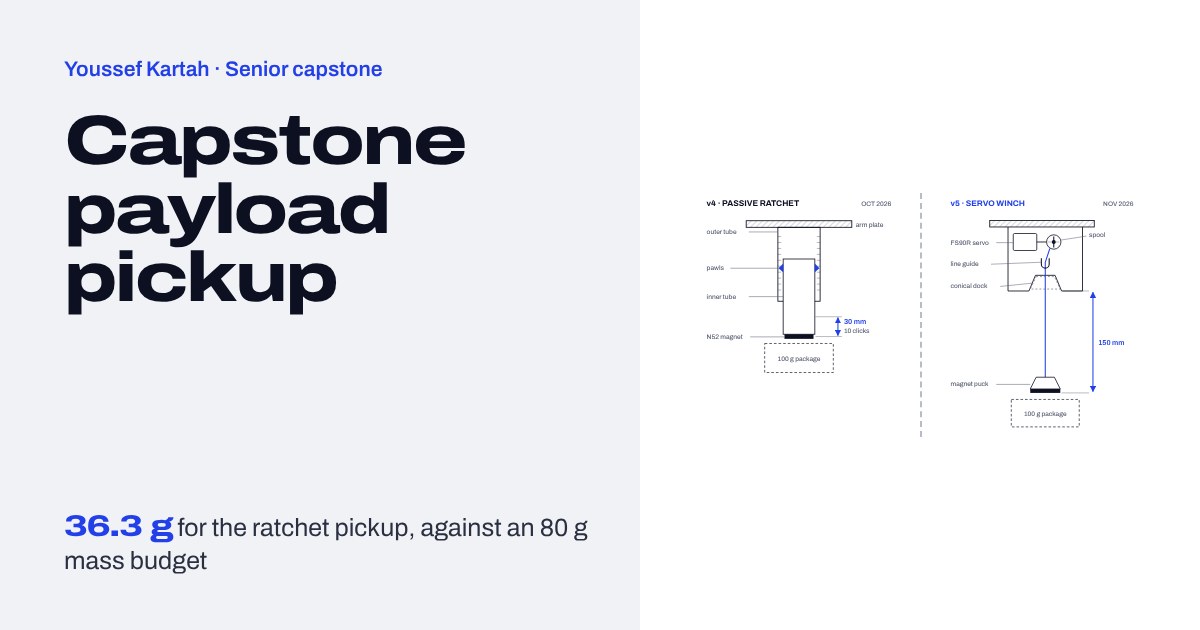 Youssef Kartah · Senior capstone
Capstone
payload
pickup
36.3 g for the ratchet pickup, against an 80 g
mass budget
v4 · PASSIVE RATCHET
OCT 2026
arm plate
outer tube
pawls
inner tube
30 mm
10 clicks
N52 magnet
100 g package
v5 · SERVO WINCH
NOV 2026
spool
FS90R servo
line guide
conical dock
150 mm
magnet puck
100 g package